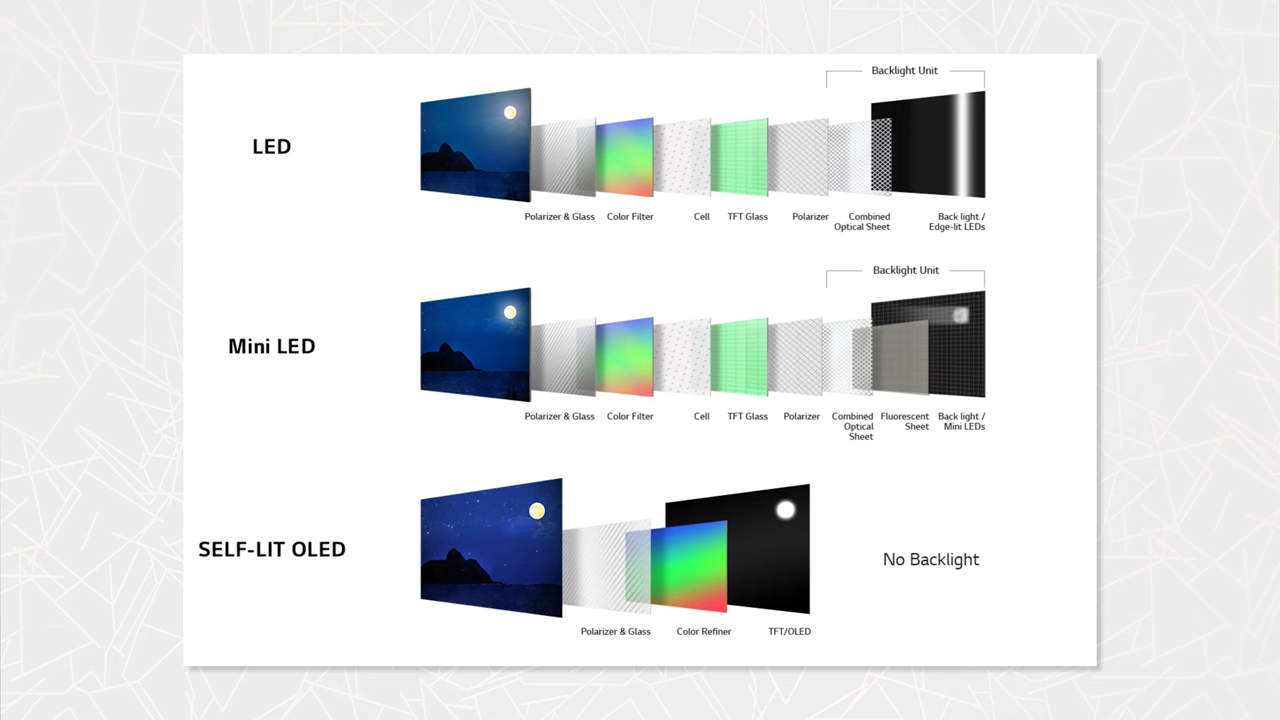 Backlight Unit
LED
Polarizer & Glass
Color Filter
Cell
TFT Glass
Polarizer
Combined
Optical Sheet
Back light /
Edge-lit LEDs
Backlight Unit
Mini LED
Polarizer & Glass
Color Filter
Cell
TFT Glass
Polarizer
Combined
Optical
Sheet
Fluorescent
Sheet
Back light /
Mini LEDs
SELF-LIT OLED
No Backlight
Polarizer & Glass
Color Refiner
TFT/OLED